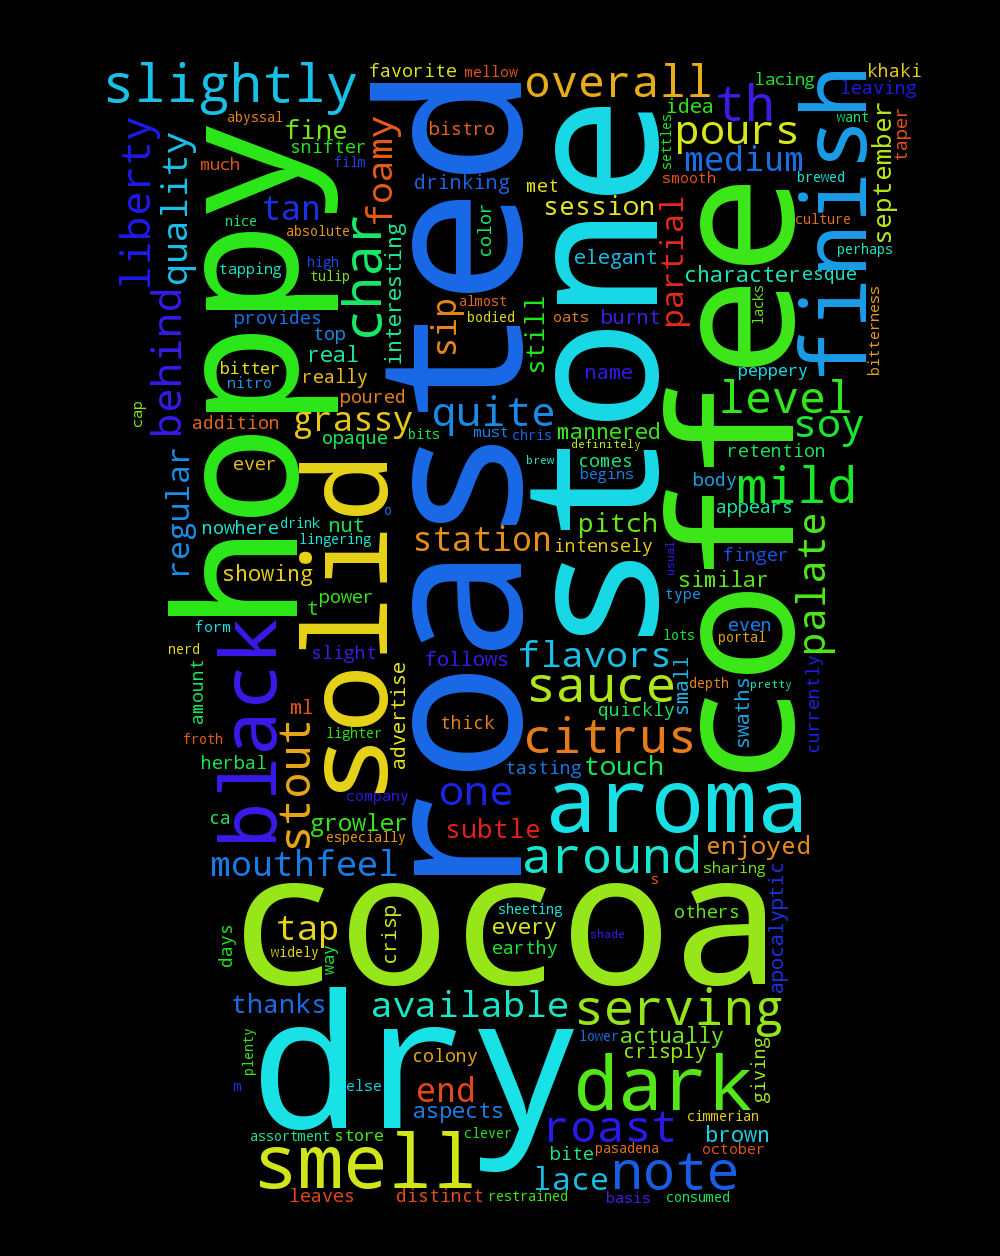 slightly
favorite
mellow
overall
lacing
khaki
leaving
abyssal
fine
snifter
film
much
bistro
idea
th
want
pours
settles
taper
liberty
quality
foamy
drinking
met
medium
smooth
brewed
september
tan
nice
absolute
session
color
culture
finish
hoppy
tapping
high
tulip
char
interesting
elegant
partial
characteresque
perhaps
behind
provides
top
real
sip
almost
bodied
still
oats
burnt
lacks
bitterness
bitter
nitro
really
poured
roasted
stone
name
coffee
peppery
cap
addition
grassy
opaque
quite
bits
must
chris
mannered
definitely
level
soy
retention
ever
brew
comes
begins
body
mild
appears
regular
nowhere
drink
nut
lingering
o
station
pitch
intensely
finger
usual
palate
showing
solid
power
t
similar
type
form
nerd
black
slight
follows
flavors
lots
even
portal
amount
advertise
sauce
small
depth
pretty
currently
swaths
froth
herbal
ml
stout
lighter
thick
citrus
quickly
tasting
touch
company
one
aroma
ca
growler
especially
subtle
around
enjoyed
mouthfeel
sharing
s
cocoa
tap
widely
way
days
crisp
sheeting
every
earthy
shade
others
apocalyptic
thanks
available
serving
dry
plenty
m
else
colony
lower
actually
crisply
giving
end
aspects
dark
assortment
store
clever
roast
cimmerian
brown
smell
bite
pasadena
october
leaves
distinct
restrained
lace
note
basis
consumed